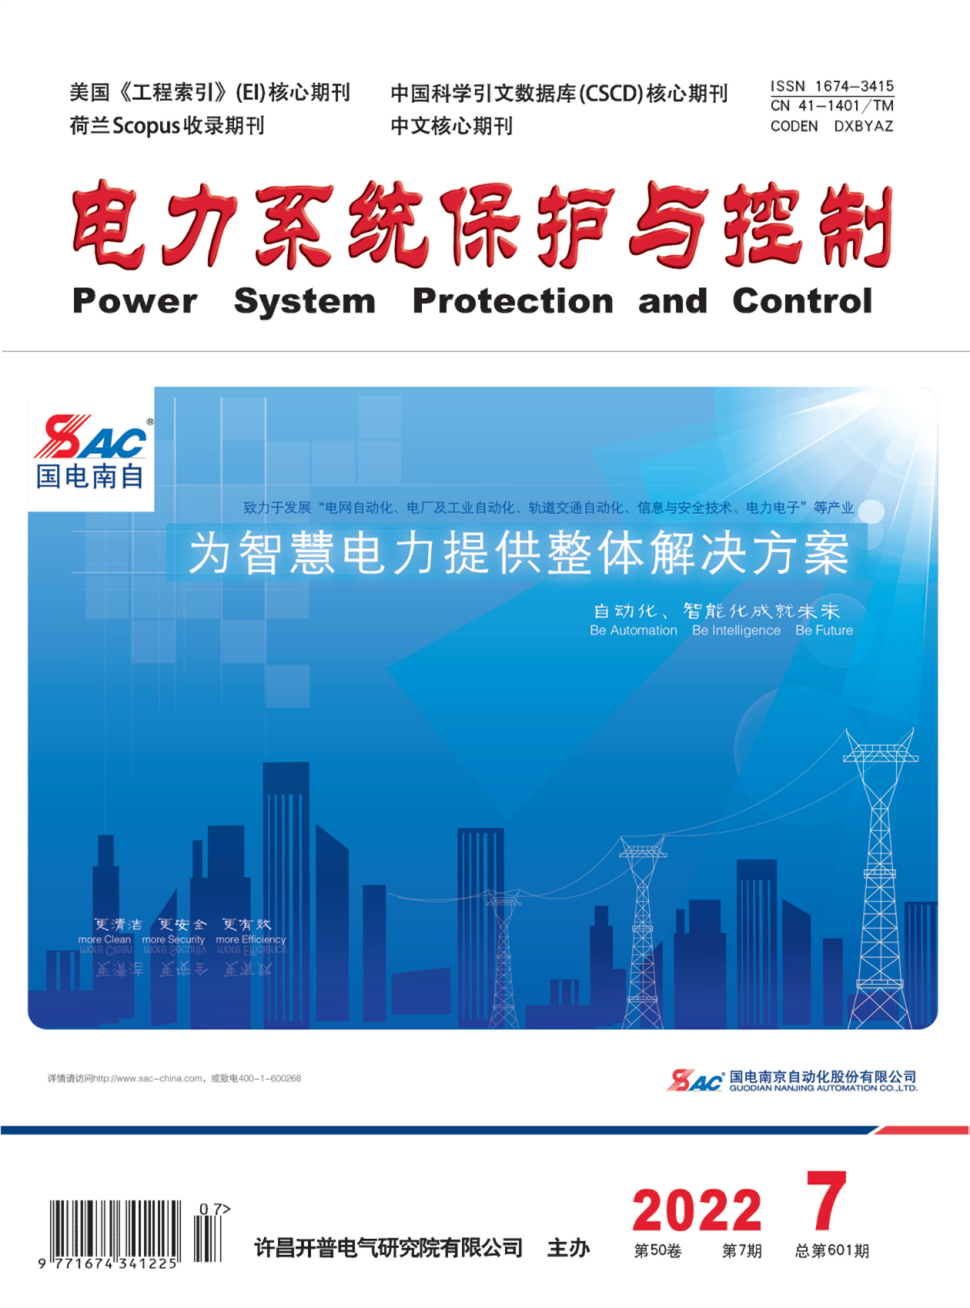 美国《工程索引》(EI)核心期刊
荷兰Scopus收录期刊
中国科学引文数据库(CSCD)核心期刊
中文核心期刊
ISSN 1674-3415
CN 41-1401/TM
CODEN DXBYAZ
电力系统保护与控制
Power System Protection and Control
SAC®
国电南自
致力于发展“电网自动化、电厂及工业自动化、轨道交通自动化、信息与安全技术、电力电子”等产业
为智慧电力提供整体解决方案
自动化、智能化成就未来
Be Automation Be Intelligence Be Future
更清洁 更安全 更有效
more Clean more Security more Efficiency
详情请访问http://www.sac-china.com，或致电400-1-600268
SAC® 国电南京自动化股份有限公司
GUODIAN NANJING AUTOMATION CO.,LTD.
07>
9 771674 341225
许昌开普电气研究院有限公司 主办
2022 7
第50卷 第7期 总第601期